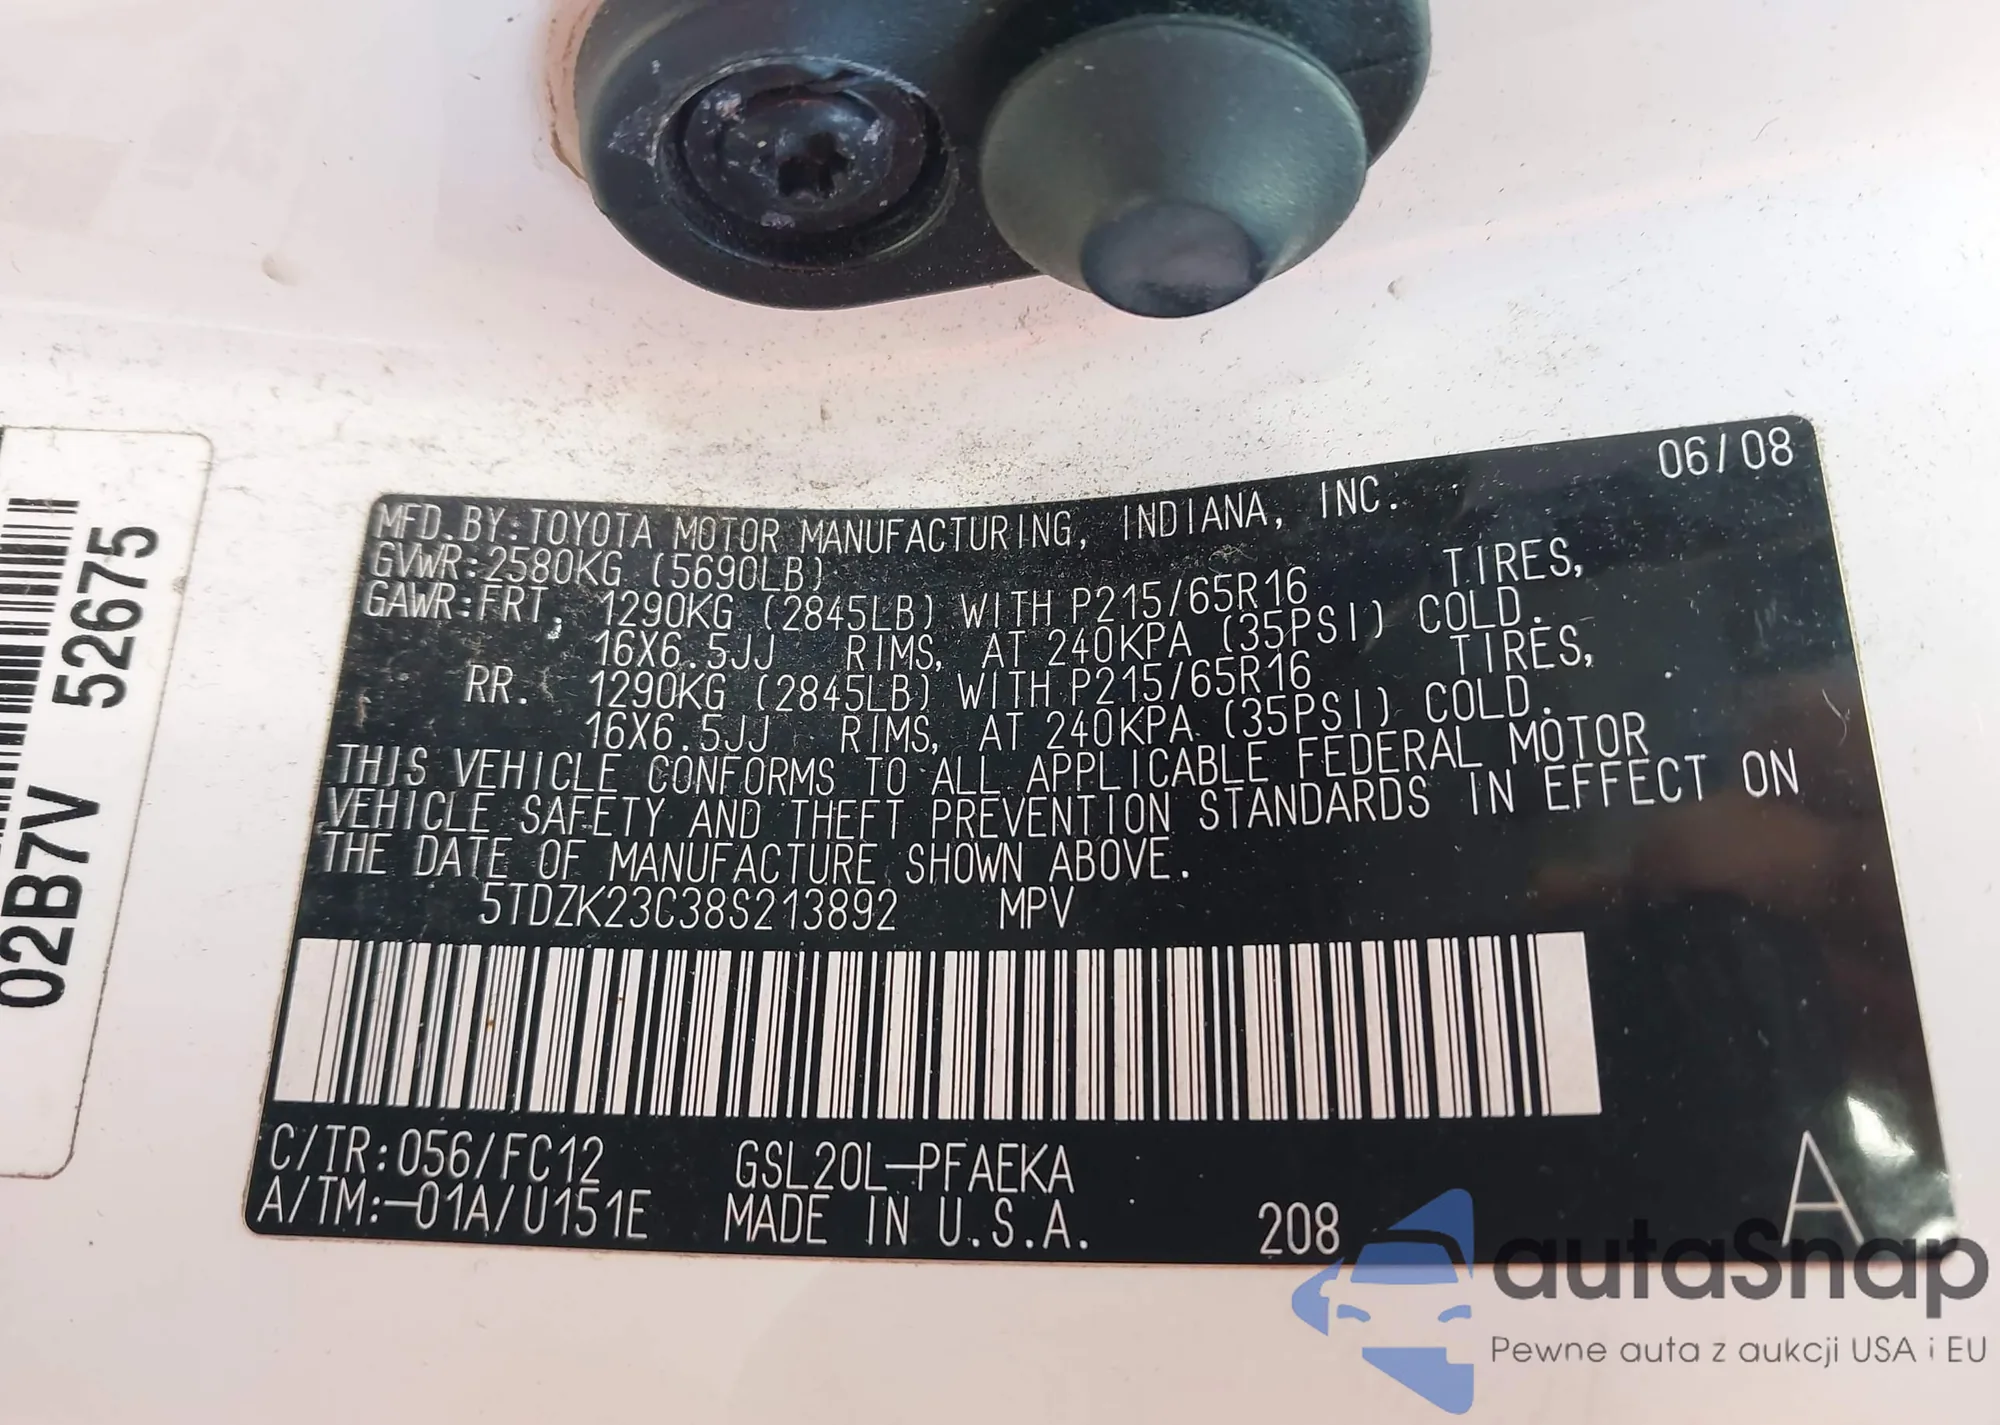 06/08
MFD.BY:TOYOTA MOTOR MANUFACTURING, INDIANA, INC.
GVWR:2580KG (5690LB)
GAWR:FRT. 1290KG (2845LB) WITH P215/65R16 TIRES,
16X6.5JJ RIMS, AT 240KPA (35PSI) COLD.
RR. 1290KG (2845LB) WITH P215/65R16 TIRES,
16X6.5JJ RIMS, AT 240KPA (35PSI) COLD.
THIS VEHICLE CONFORMS TO ALL APPLICABLE FEDERAL MOTOR
VEHICLE SAFETY AND THEFT PREVENTION STANDARDS IN EFFECT ON
THE DATE OF MANUFACTURE SHOWN ABOVE.
5TDZK23C38S213892 MPV
C/TR:056/FC12 GSL20L-PFAEKA
A/TM:-01A/U151E MADE IN U.S.A. 208 A
02B7V 52675
autaSnap
Pewne auta z aukcji USA i EU